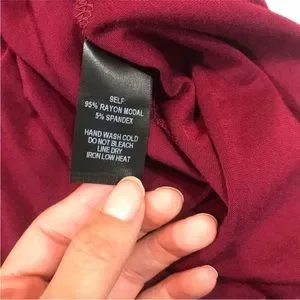 SELF:
95% RAYON MODAL
5% SPANDEX
HAND WASH COLD
DO NOT BLEACH
LINE DRY
IRON LOW HEAT